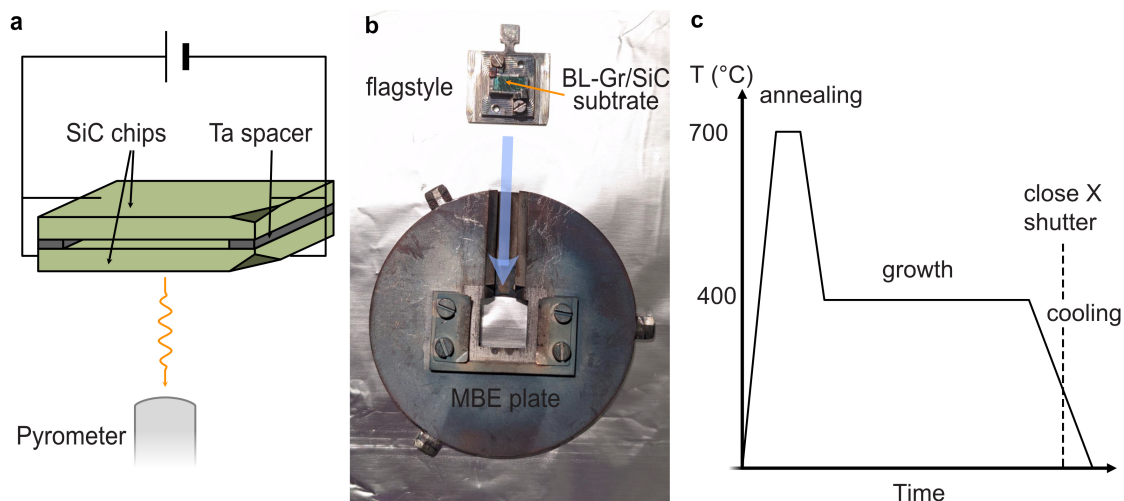 a
SiC chips
Ta spacer
Pyrometer
b
flagstyle
BL-Gr/SiC
subtrate
MBE plate
c
T (°C)
annealing
700
close X
shutter
growth
400
cooling
Time